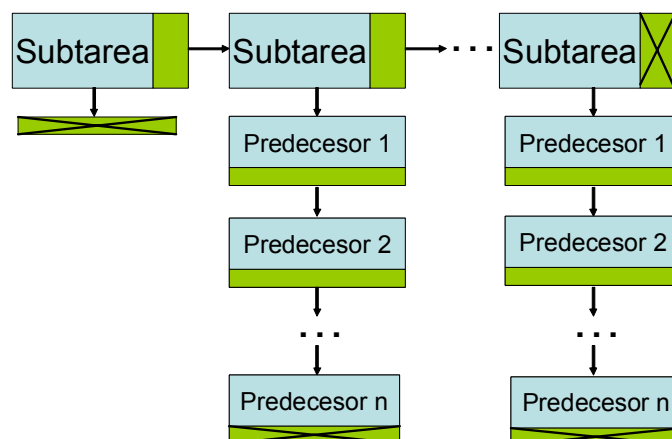 Subtarea
Subtarea
...
Subtarea
Predecesor 1
Predecesor 1
Predecesor 2
Predecesor 2
...
...
Predecesor n
Predecesor n